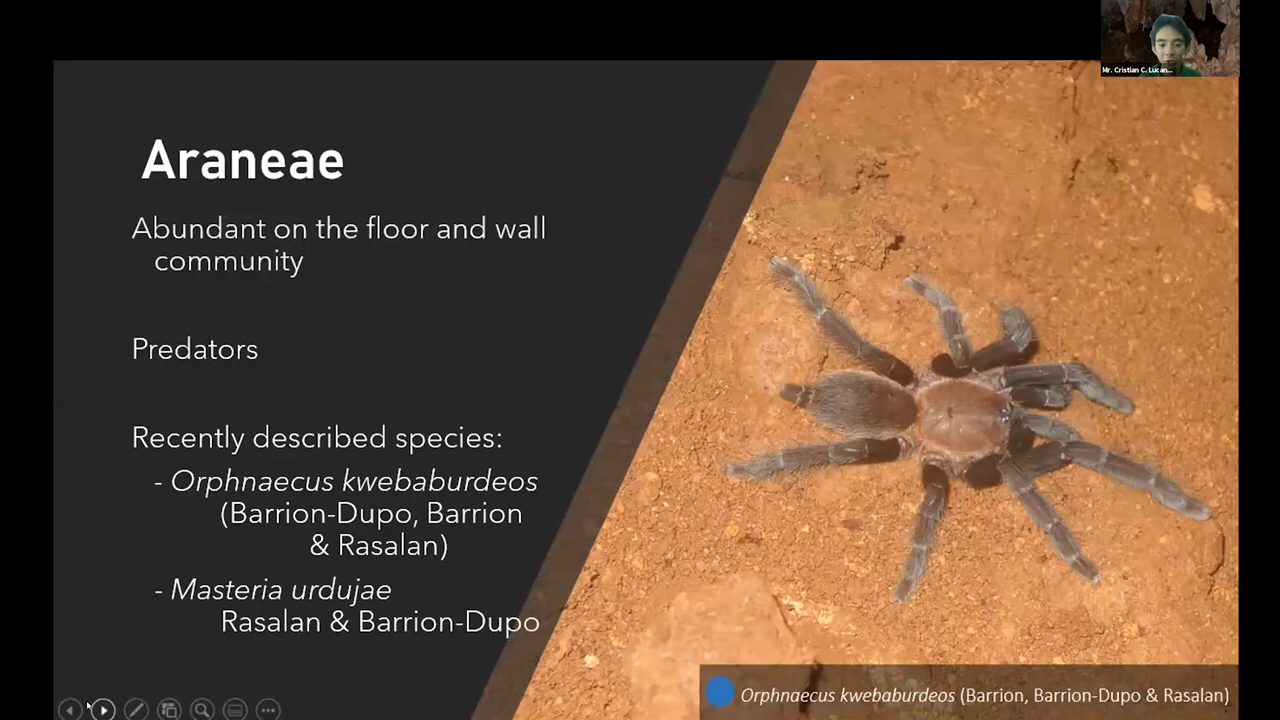 Mr. Cristian C. Lucan...
Araneae
Abundant on the floor and wall
community
Predators
Recently described species:
- Orphnaecus kwebaburdeos
(Barrion-Dupo, Barrion
& Rasalan)
- Masteria urdujae
Rasalan & Barrion-Dupo
Orphnaecus kwebaburdeos (Barrion, Barrion-Dupo & Rasalan)